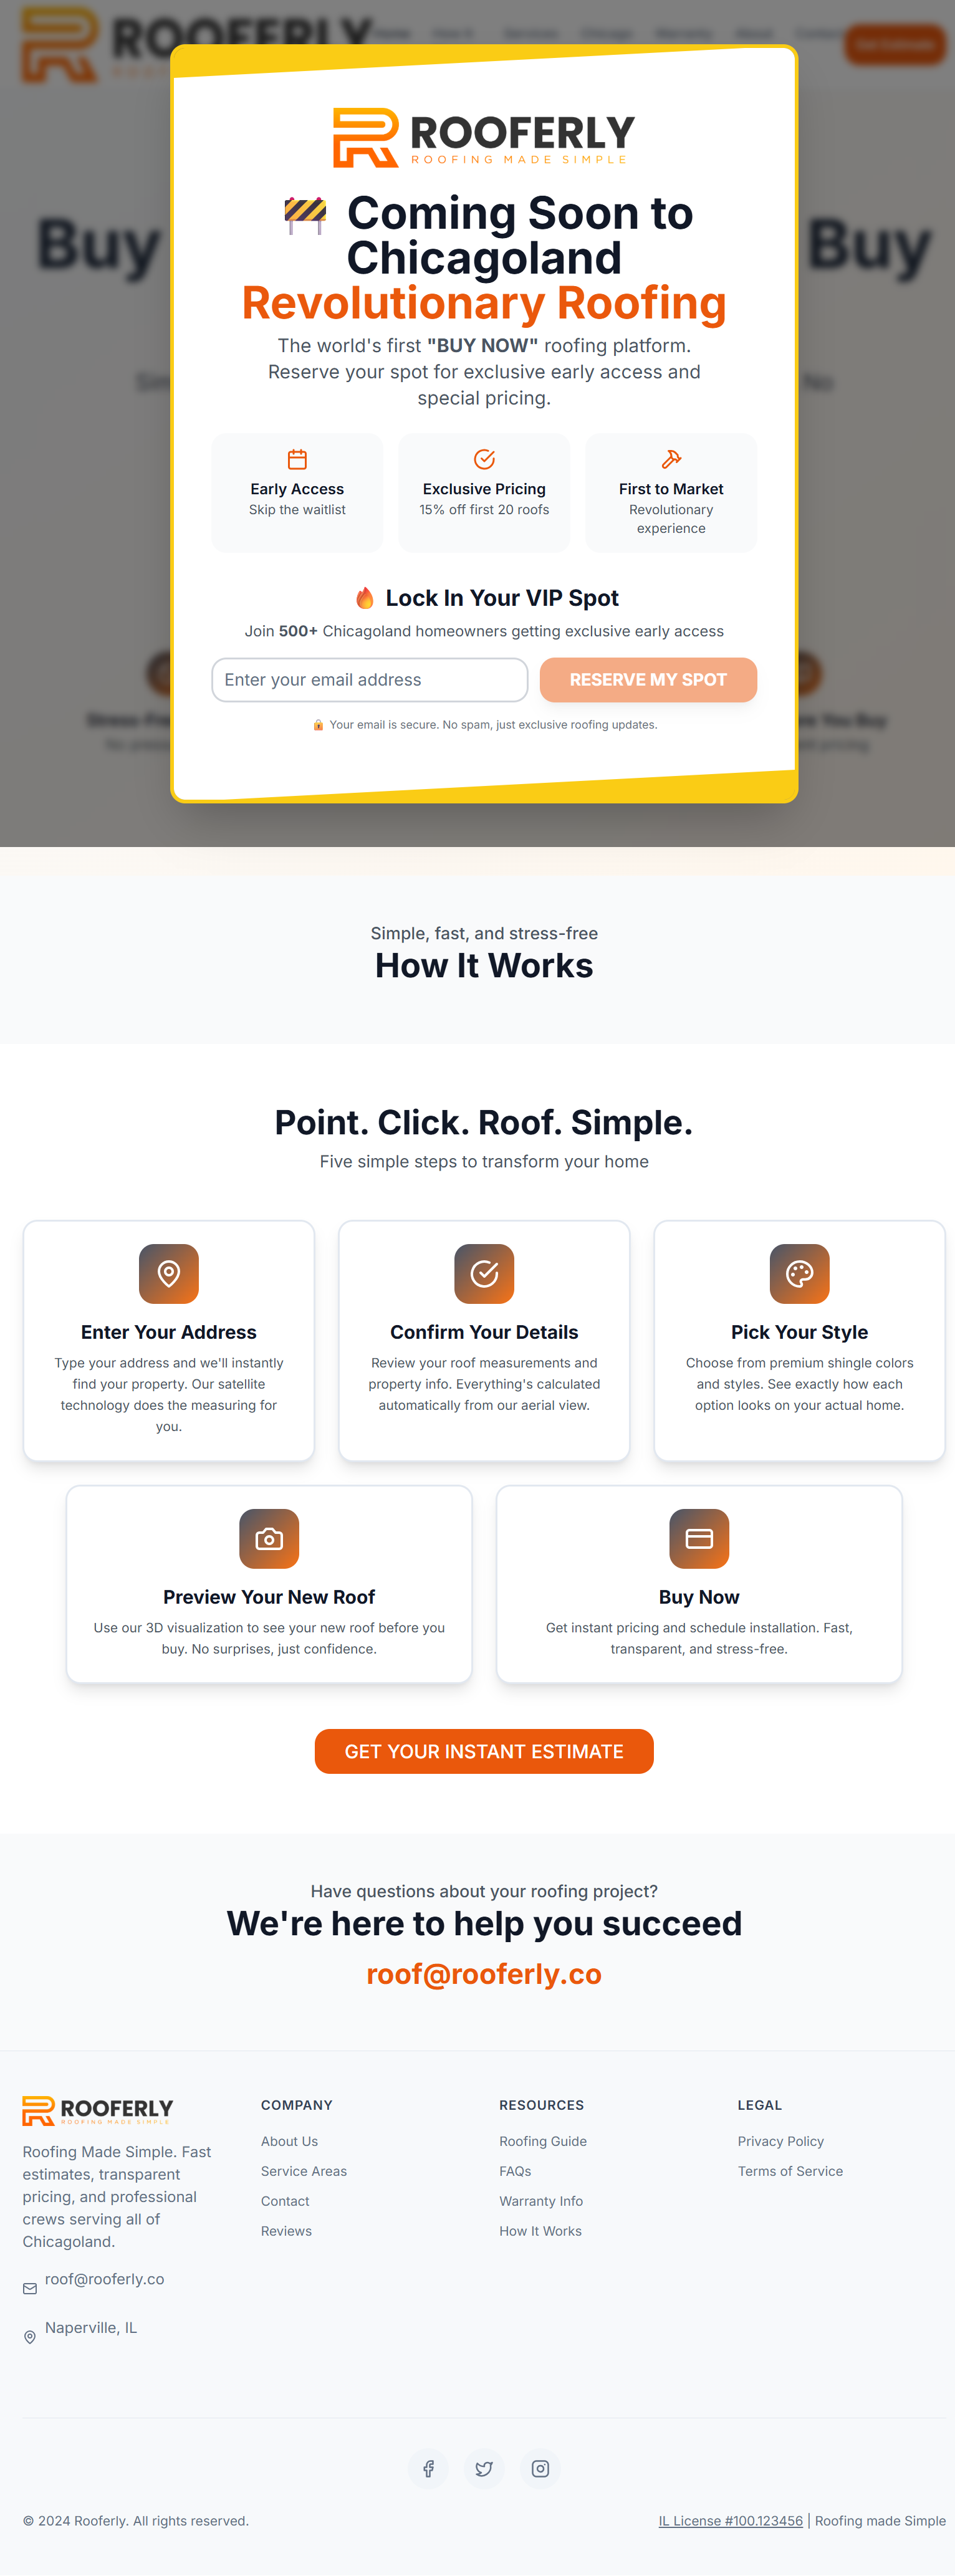 ROOFERLY
Home
Services
Chicago
Warranty
About
Contact
Get Estimate
ROOFERLY
ROOFING MADE SIMPLE
Buy
Buy
🚧 Coming Soon to
Chicagoland
Revolutionary Roofing
The world's first "BUY NOW" roofing platform.
Reserve your spot for exclusive early access and
special pricing.
No
Early Access
Skip the waitlist
Exclusive Pricing
15% off first 20 roofs
First to Market
Revolutionary
experience
🔥 Lock In Your VIP Spot
Join 500+ Chicagoland homeowners getting exclusive early access
Enter your email address
RESERVE MY SPOT
🔒 Your email is secure. No spam, just exclusive roofing updates.
Simple, fast, and stress-free
How It Works
Point. Click. Roof. Simple.
Five simple steps to transform your home
Enter Your Address
Type your address and we'll instantly
find your property. Our satellite
technology does the measuring for
you.
Confirm Your Details
Review your roof measurements and
property info. Everything's calculated
automatically from our aerial view.
Pick Your Style
Choose from premium shingle colors
and styles. See exactly how each
option looks on your actual home.
Preview Your New Roof
Use our 3D visualization to see your new roof before you
buy. No surprises, just confidence.
Buy Now
Get instant pricing and schedule installation. Fast,
transparent, and stress-free.
GET YOUR INSTANT ESTIMATE
Have questions about your roofing project?
We're here to help you succeed
roof@rooferly.co
ROOFERLY
ROOFING MADE SIMPLE
Roofing Made Simple. Fast
estimates, transparent
pricing, and professional
crews serving all of
Chicagoland.
roof@rooferly.co
Naperville, IL
COMPANY
About Us
Service Areas
Contact
Reviews
RESOURCES
Roofing Guide
FAQs
Warranty Info
How It Works
LEGAL
Privacy Policy
Terms of Service
© 2024 Rooferly. All rights reserved.
IL License #100.123456 | Roofing made Simple